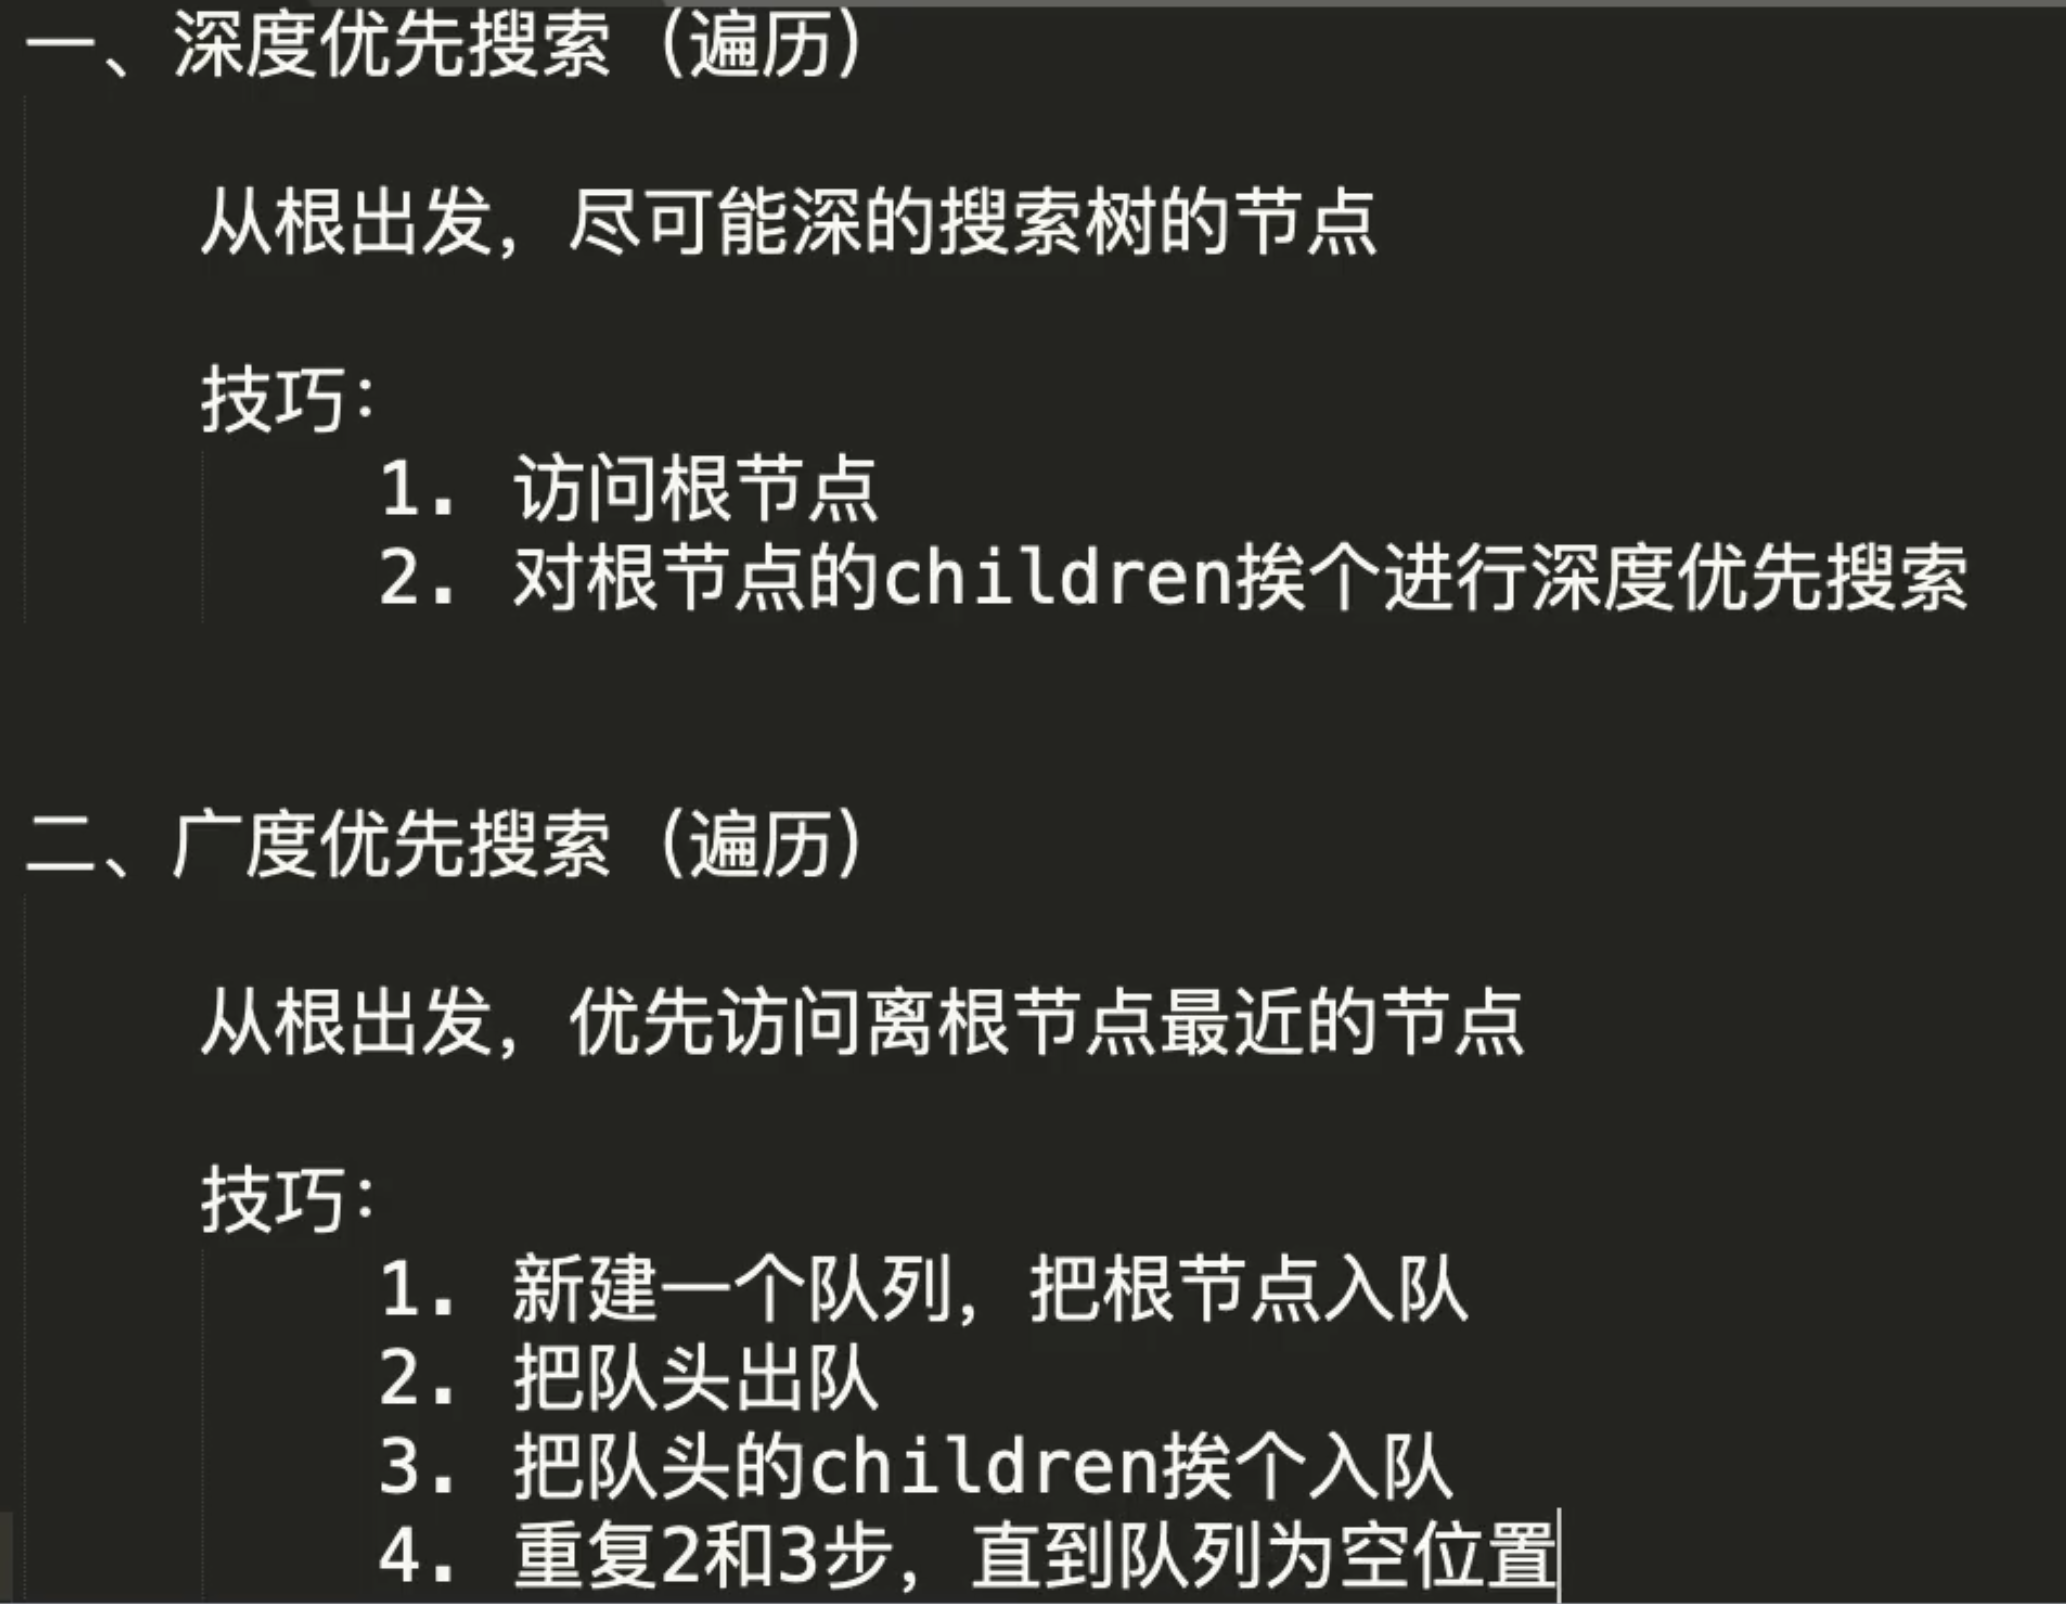 一、深度优先搜索（遍历）
从根出发，尽可能深的搜索树的节点
技巧：
1. 访问根节点
2. 对根节点的children挨个进行深度优先搜索
二、广度优先搜索（遍历）
从根出发，优先访问离根节点最近的节点
技巧：
1. 新建一个队列，把根节点入队
2. 把队头出队
3. 把队头的children挨个入队
4. 重复2和3步，直到队列为空位置